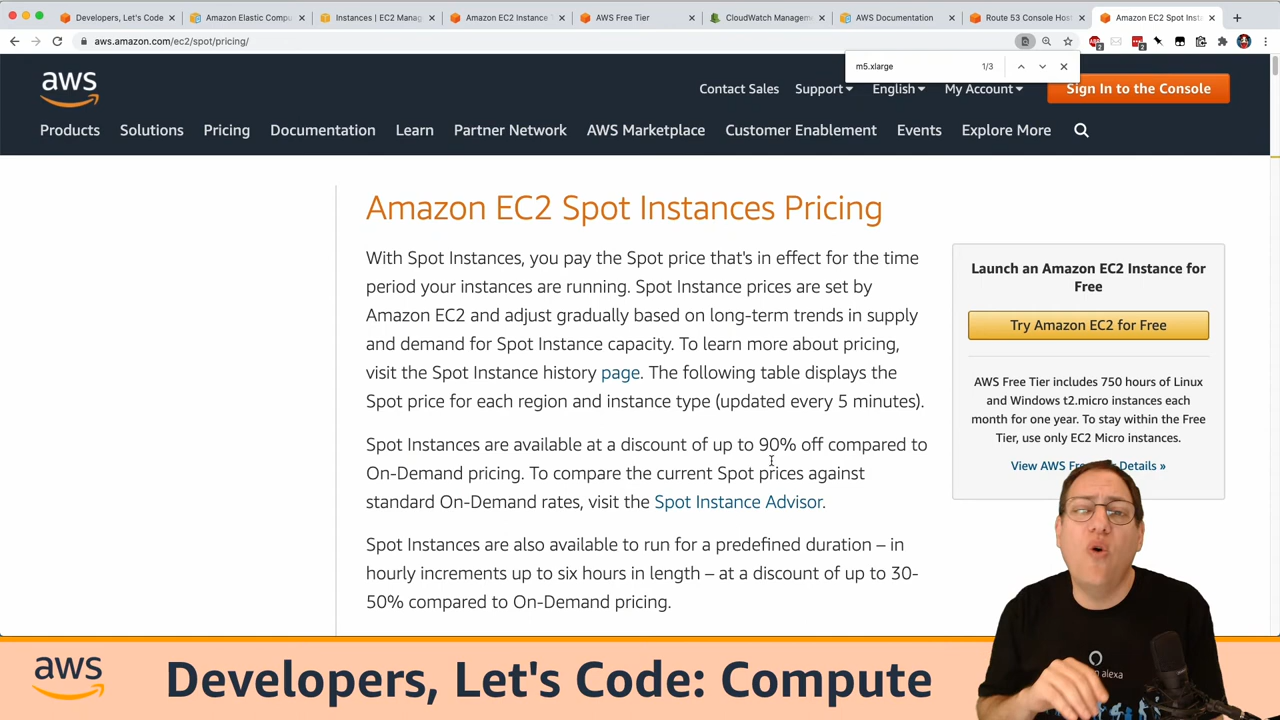 Developers, Let's Code
Amazon Elastic Compu
Instances | EC2 Manag
Amazon EC2 Instance
AWS Free Tier
CloudWatch Managem
AWS Documentation
Route 53 Console Hos
Amazon EC2 Spot Inst
aws.amazon.com/ec2/spot/pricing/
m5.xlarge
1/3
aws
Contact Sales
Support
English
My Account
Sign In to the Console
Products
Solutions
Pricing
Documentation
Learn
Partner Network
AWS Marketplace
Customer Enablement
Events
Explore More
Amazon EC2 Spot Instances Pricing
With Spot Instances, you pay the Spot price that's in effect for the time
period your instances are running. Spot Instance prices are set by
Amazon EC2 and adjust gradually based on long-term trends in supply
and demand for Spot Instance capacity. To learn more about pricing,
visit the Spot Instance history page. The following table displays the
Spot price for each region and instance type (updated every 5 minutes).
Spot Instances are available at a discount of up to 90% off compared to
On-Demand pricing. To compare the current Spot prices against
standard On-Demand rates, visit the Spot Instance Advisor.
Spot Instances are also available to run for a predefined duration – in
hourly increments up to six hours in length – at a discount of up to 30-
50% compared to On-Demand pricing.
Launch an Amazon EC2 Instance for
Free
Try Amazon EC2 for Free
AWS Free Tier includes 750 hours of Linux
and Windows t2.micro instances each
month for one year. To stay within the Free
Tier, use only EC2 Micro instances.
View AWS Fre Details »
alexa
aws
Developers, Let's Code: Compute